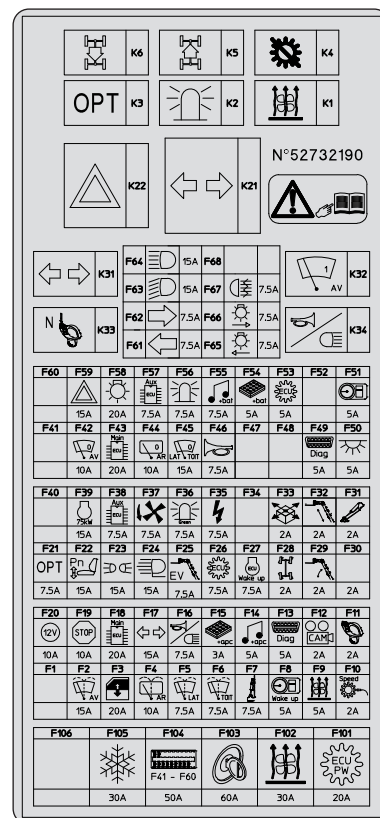 K6 K5 K4
OPT K3 K2 K1
N°52732190
K22 K21
K31 F64 15A F68 1 AV K32
F63 15A F67 7.5A
N K33 F62 7.5A F66 7.5A K34
F61 7.5A F65 7.5A
F60 F59 F58 F57 F56 F55 F54 F53 F52 F51
Aux ECU +bat +bat ECU
15A 20A 7.5A 7.5A 7.5A 5A 5A 5A
F41 F42 F43 F44 F45 F46 F47 F48 F49 F50
0 AV Main ECU 0 AR LAT 0 TOIT Diag
10A 20A 10A 15A 7.5A 5A 5A
F40 F39 F38 F37 F36 F35 F34 F33 F32 F31
75kW Aux ECU Green
15A 7.5A 7.5A 7.5A 7.5A 2A 2A 2A
F21 F22 F23 F24 F25 F26 F27 F28 F29 F30
OPT Pn EV ECU ECU Wake up
7.5A 15A 15A 15A 7.5A 7.5A 7.5A 2A 2A 2A
F20 F19 F18 F17 F16 F15 F14 F13 F12 F11
12V STOP Main ECU +apc +apc Diag CAM
10A 10A 10A 15A 7.5A 3A 5A 5A 2A 2A
F1 F2 F3 F4 F5 F6 F7 F8 F9 F10
AV AR LAT TOIT Wake up Speed
15A 20A 10A 7.5A 7.5A 7.5A 5A 5A 2A
F106 F105 F104 F103 F102 F101
F41 - F60 ECU PW
30A 50A 60A 30A 20A